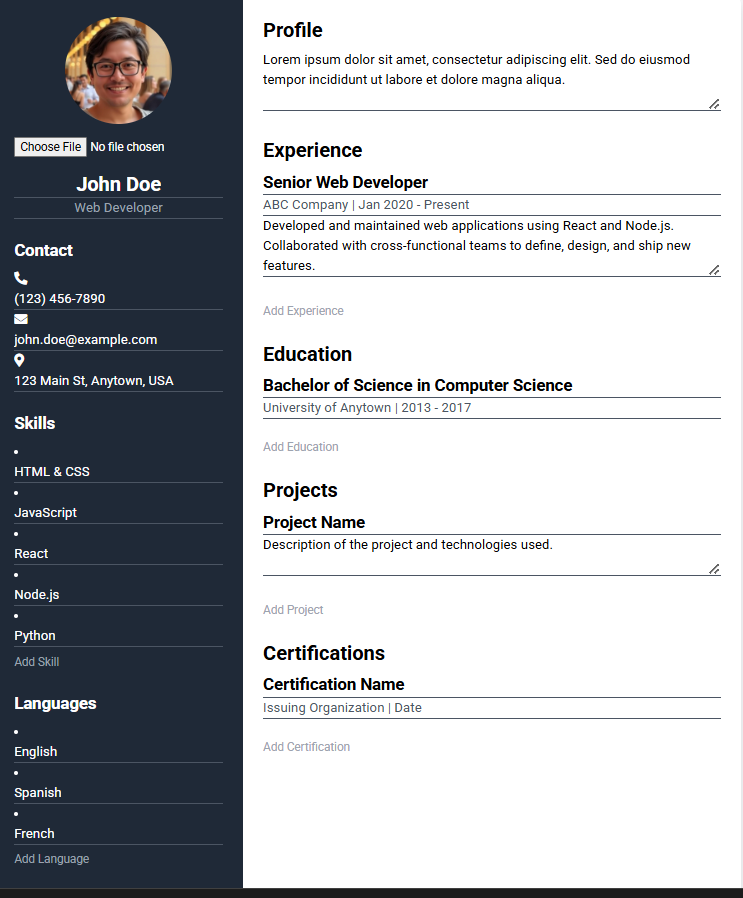 Choose File No file chosen
John Doe
Web Developer
Contact
(123) 456-7890
john.doe@example.com
123 Main St, Anytown, USA
Skills
HTML & CSS
JavaScript
React
Node.js
Python
Add Skill
Languages
English
Spanish
French
Add Language
Profile
Lorem ipsum dolor sit amet, consectetur adipiscing elit. Sed do eiusmod
tempor incididunt ut labore et dolore magna aliqua.
Experience
Senior Web Developer
ABC Company | Jan 2020 - Present
Developed and maintained web applications using React and Node.js.
Collaborated with cross-functional teams to define, design, and ship new
features.
Add Experience
Education
Bachelor of Science in Computer Science
University of Anytown | 2013 - 2017
Add Education
Projects
Project Name
Description of the project and technologies used.
Add Project
Certifications
Certification Name
Issuing Organization | Date
Add Certification